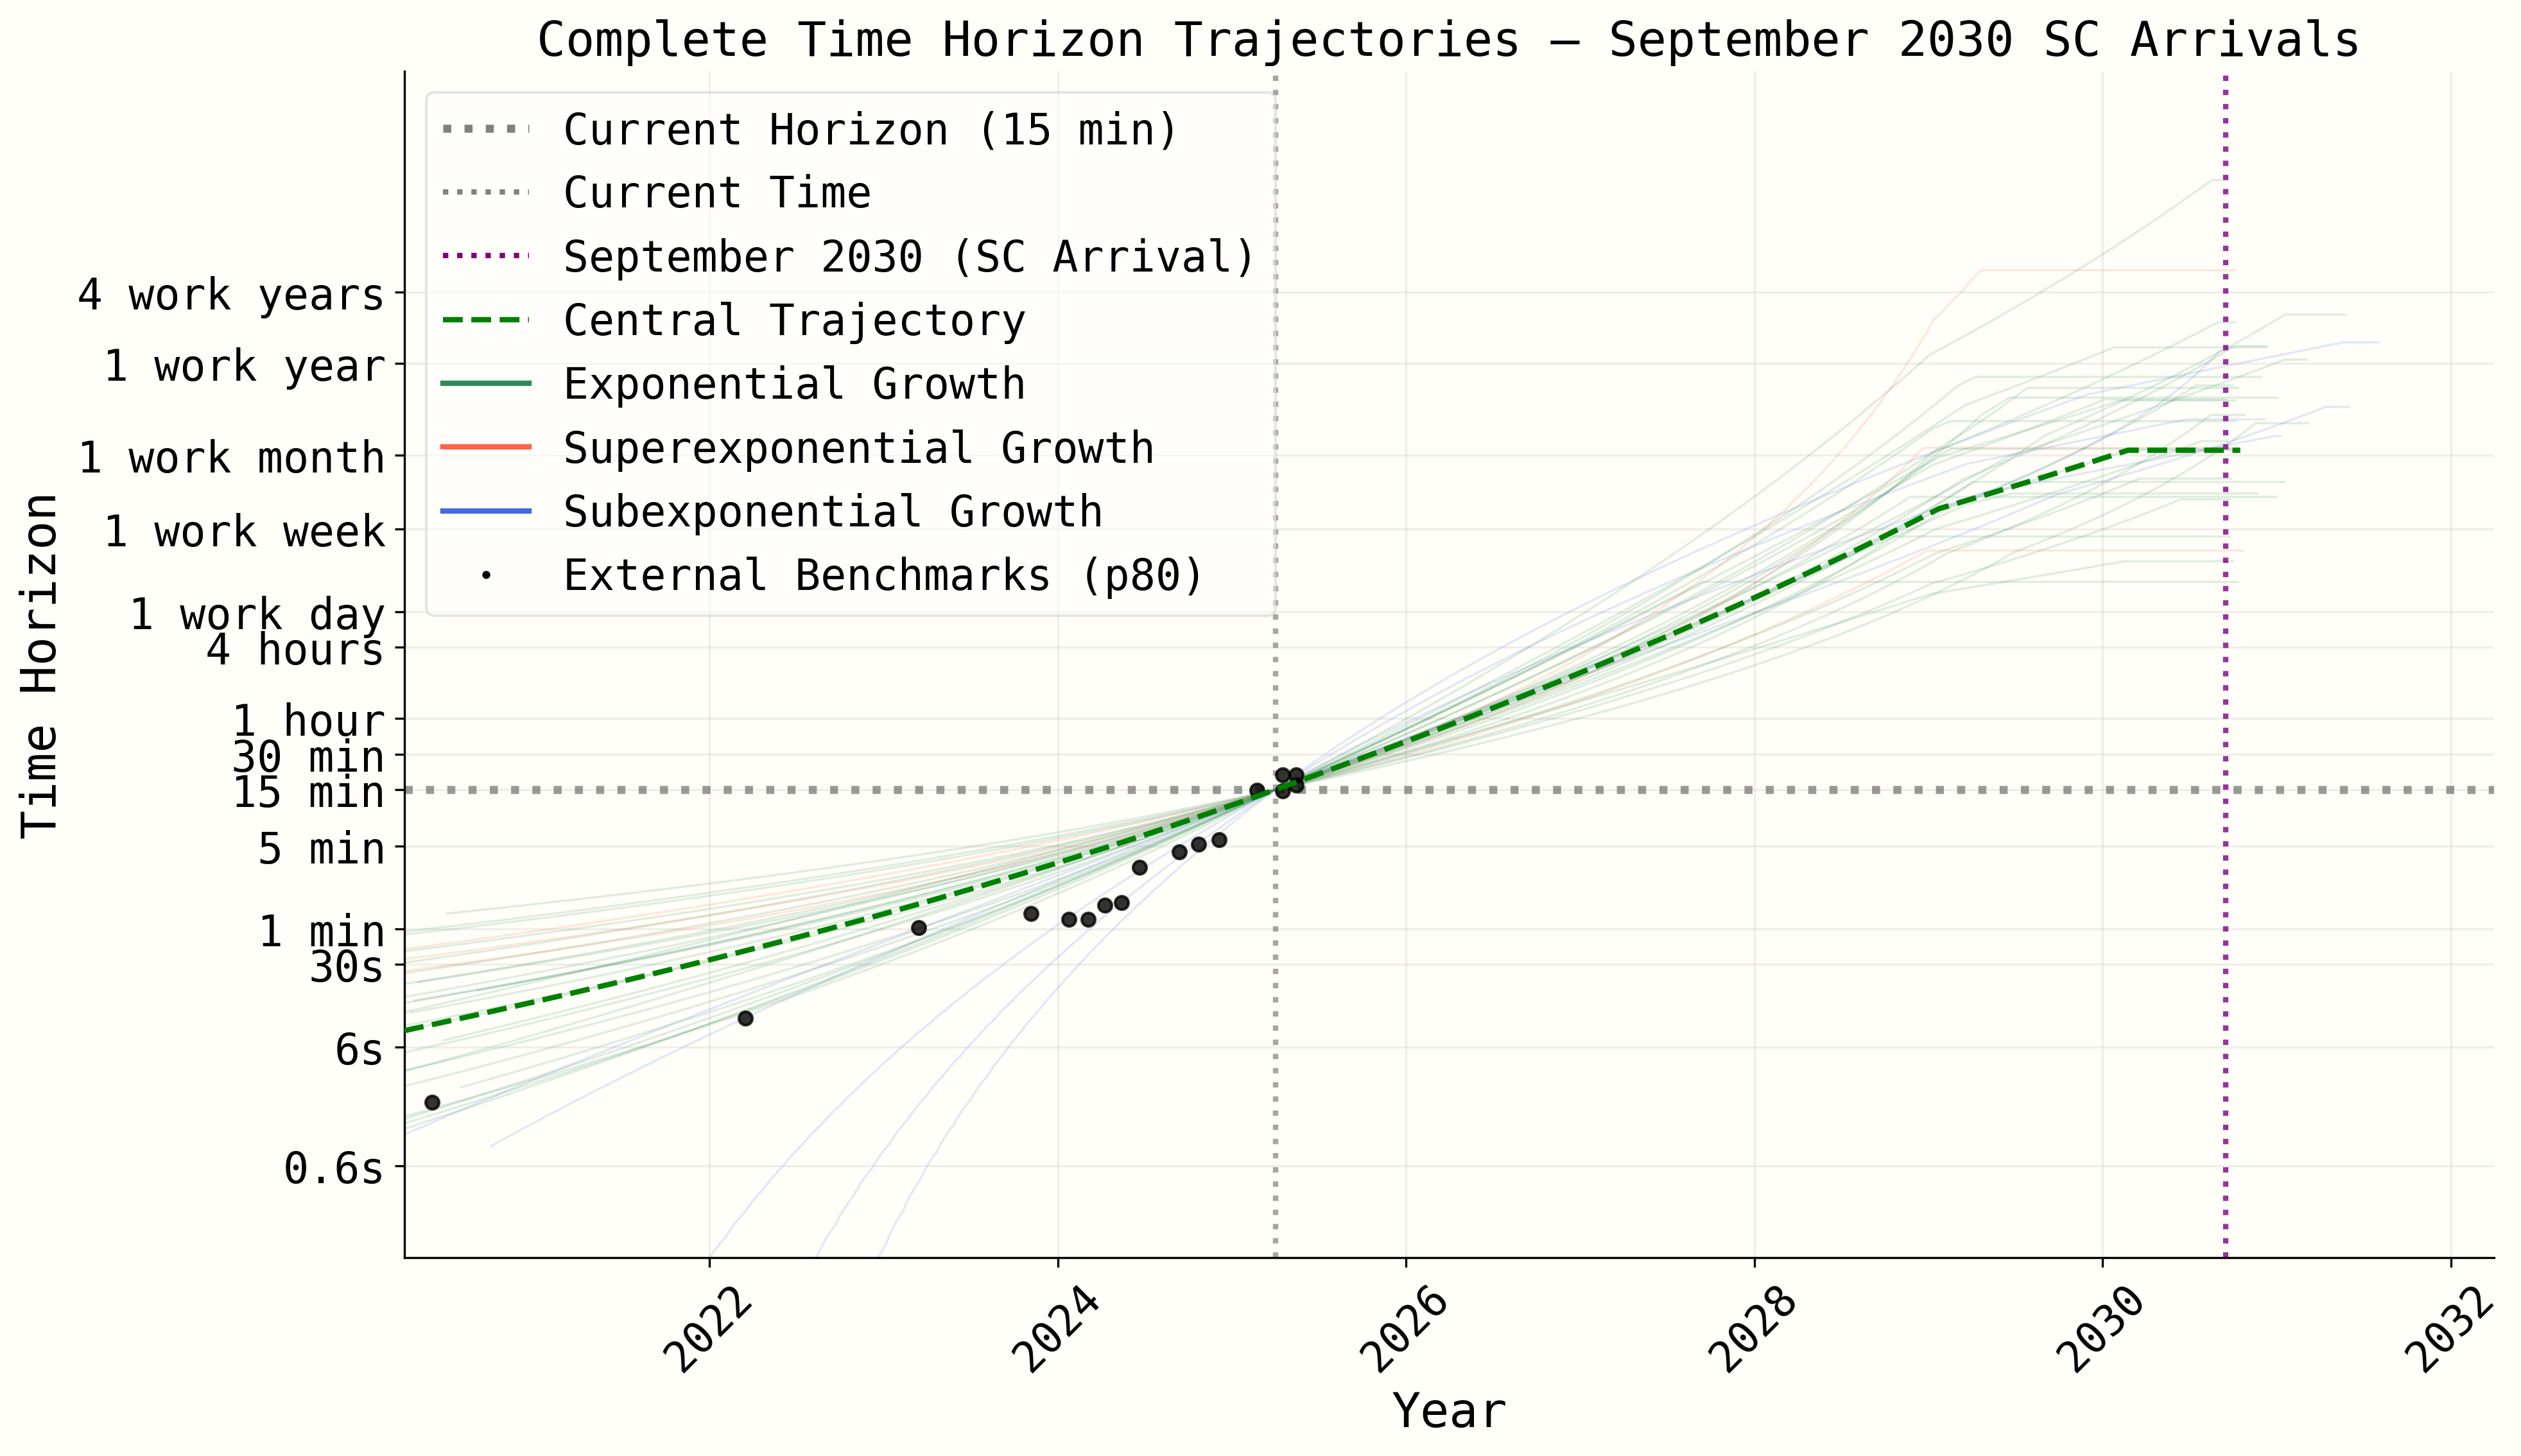 Complete Time Horizon Trajectories – September 2030 SC Arrivals
Current Horizon (15 min)
Current Time
September 2030 (SC Arrival)
Central Trajectory
Exponential Growth
Superexponential Growth
Subexponential Growth
External Benchmarks (p80)
Time Horizon
4 work years
1 work year
1 work month
1 work week
1 work day
4 hours
1 hour
30 min
15 min
5 min
1 min
30s
6s
0.6s
2022
2024
2026
2028
2030
2032
Year